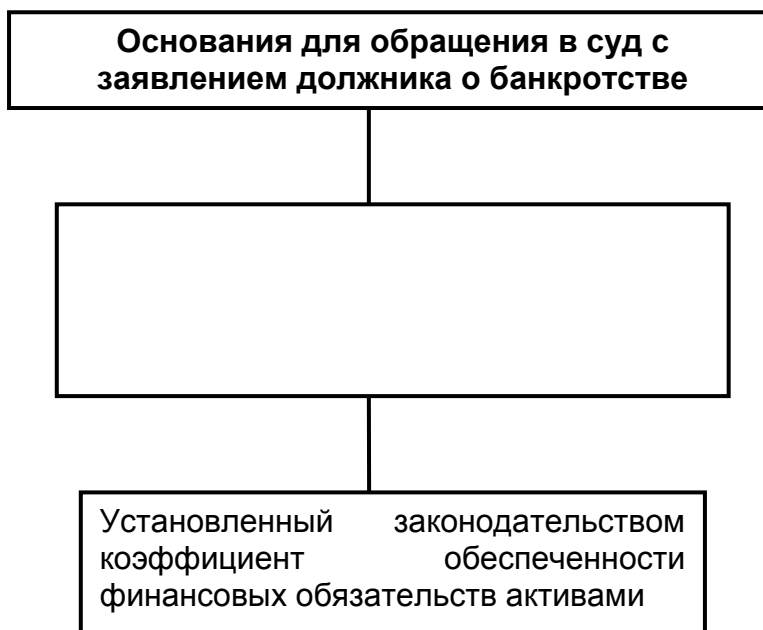 Основания для обращения в суд с
заявлением должника о банкротстве
Установленный законодательством
коэффициент обеспеченности
финансовых обязательств активами